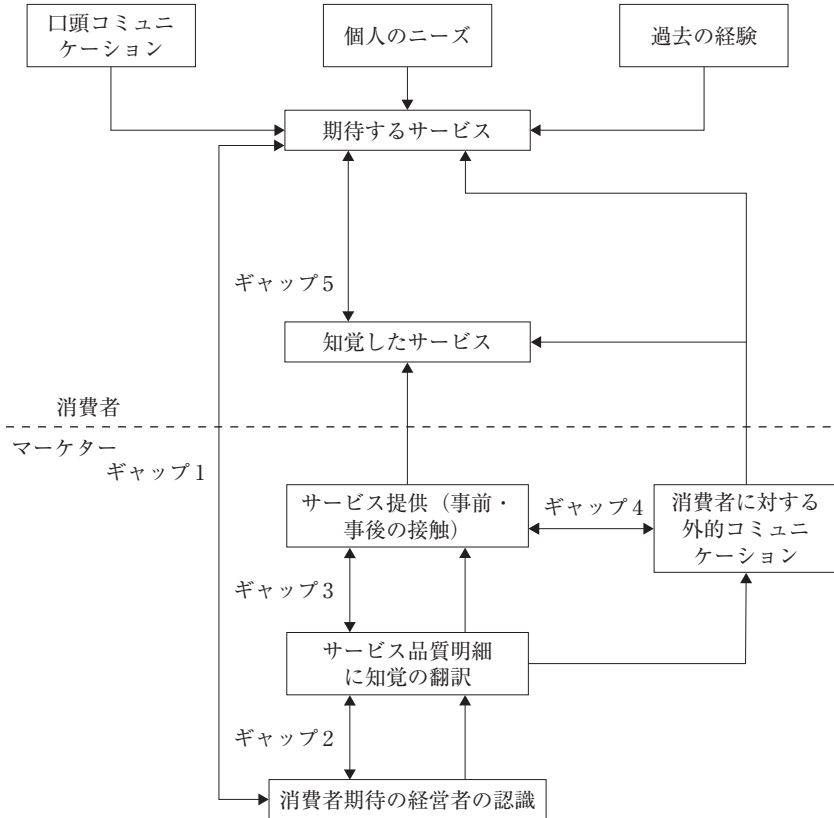 口頭コミュニ
ケーション
個人のニーズ
過去の経験
期待するサービス
ギャップ5
知覚したサービス
消費者
マーケター
ギャップ1
サービス提供（事前・
事後の接触）
ギャップ4
消費者に対する
外的コミュニ
ケーション
ギャップ3
サービス品質明細
に知覚の翻訳
ギャップ2
消費者期待の経営者の認識